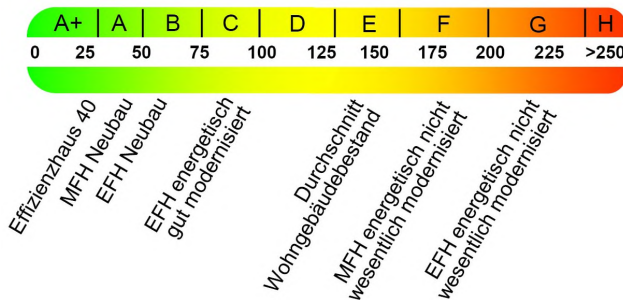 A+ A B C D E F G H
0 25 50 75 100 125 150 175 200 225 >250
Effizienzhaus 40
MFH Neubau
EFH Neubau
EFH energetisch
gut modernisiert
Durchschnitt
Wohngebäudebestand
MFH energetisch nicht
wesentlich modernisiert
EFH energetisch nicht
wesentlich modernisiert